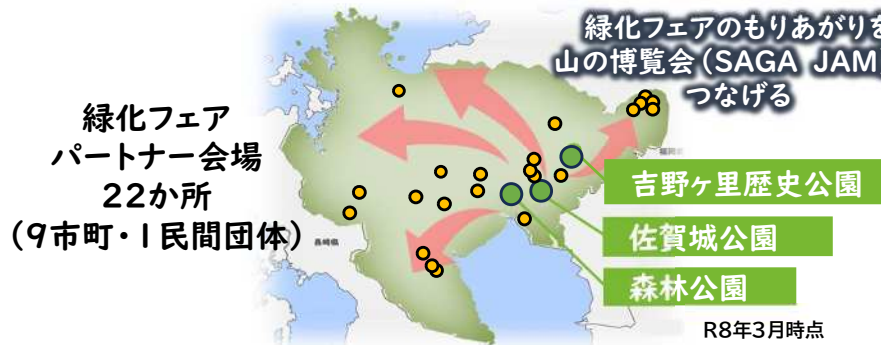 緑化フェアのもりあがりを
山の博覧会(SAGA JAM)
つなげる
緑化フェア
パートナー会場
22か所
(9市町・1民間団体)
吉野ヶ里歴史公園
佐賀城公園
森林公園
長崎県
R8年3月時点